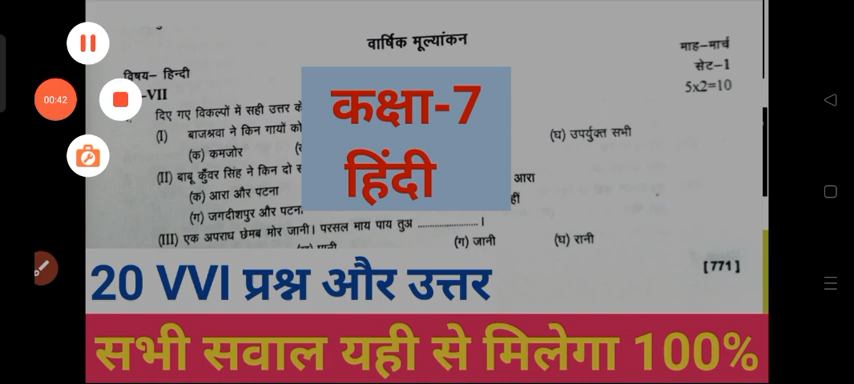 वार्षिक मूल्यांकन
माह–मार्च
विषय– हिन्दी
सेट–1
–VII
5x2=10
दिए गए विकल्पों में सही उत्तर के
(I) बाजश्रवा ने किन गायों को
(क) कमजोर
(घ) उपर्युक्त सभी
(II) बाबू कुँवर सिंह ने किन दो
आरा
(क) आरा और पटना
(ग) जगदीशपुर और पटना
(III) एक अपराध छेमब मोर जानी। परसल माय पाय तुअ ....................।
(ग) जानी
(घ) रानी
[771]
कक्षा-7
हिंदी
20 VVI प्रश्न और उत्तर
सभी सवाल यही से मिलेगा 100%
00:42